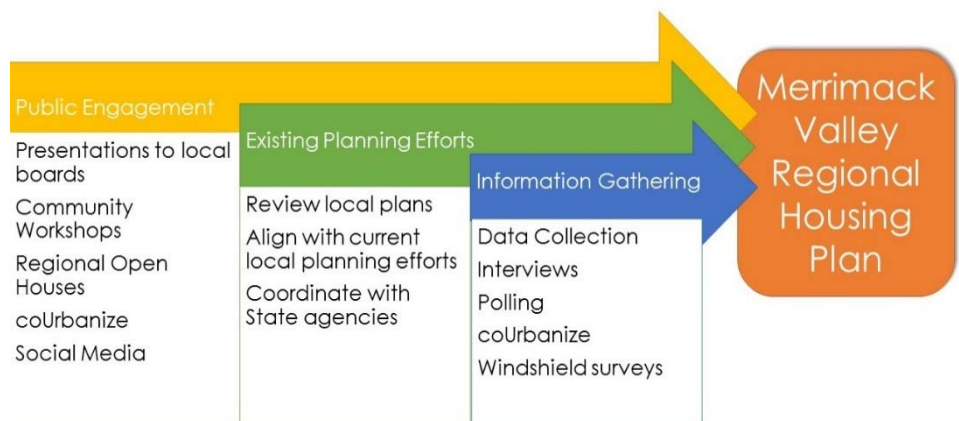 Public Engagement
Presentations to local
boards
Community
Workshops
Regional Open
Houses
coUrbanize
Social Media
Existing Planning Efforts
Review local plans
Align with current
local planning efforts
Coordinate with
State agencies
Information Gathering
Data Collection
Interviews
Polling
coUrbanize
Windshield surveys
Merrimack
Valley
Regional
Housing
Plan